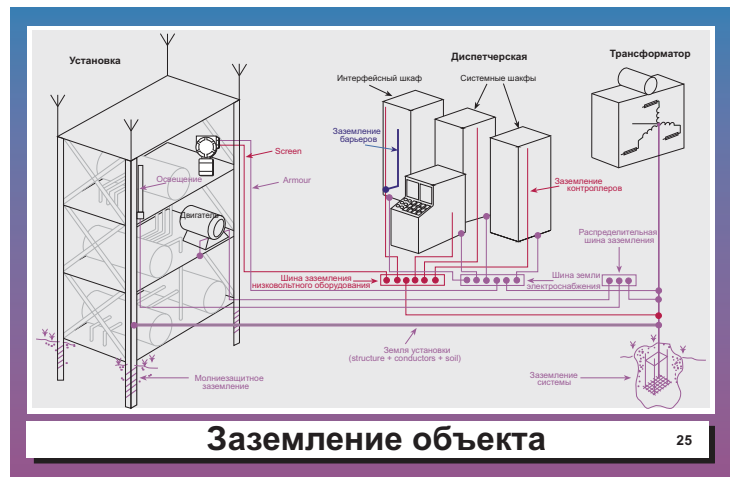 Установка
Диспетчерская
Трансформатор
Интерфейсный шкаф
Системные шакфы
Заземление
барьеров
Screen
Armour
Освещение
Двигатель
Заземление
контроллеров
Распределительная
шина заземления
Шина заземления
низковольтного оборудования
Шина земли
электроснабжения
Земля установки
(structure + conductors + soil)
Молниезащитное
заземление
Заземление
системы
Заземление объекта
25